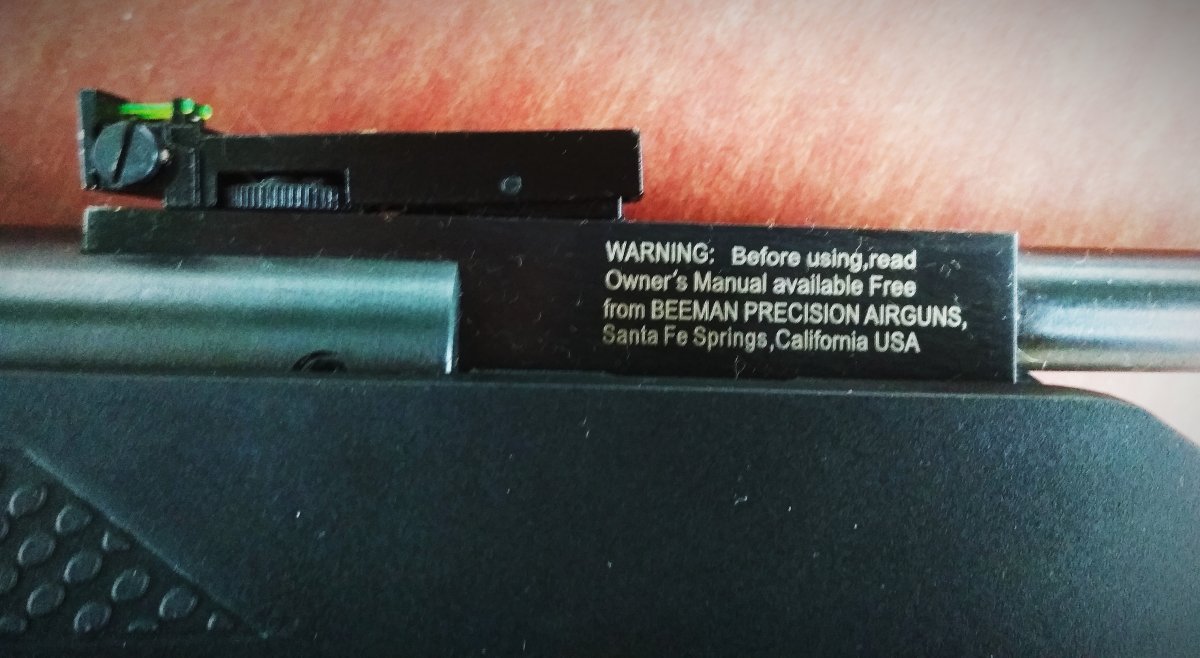 WARNING: Before using,read
Owner's Manual available Free
from BEEMAN PRECISION AIRGUNS,
Santa Fe Springs,California USA